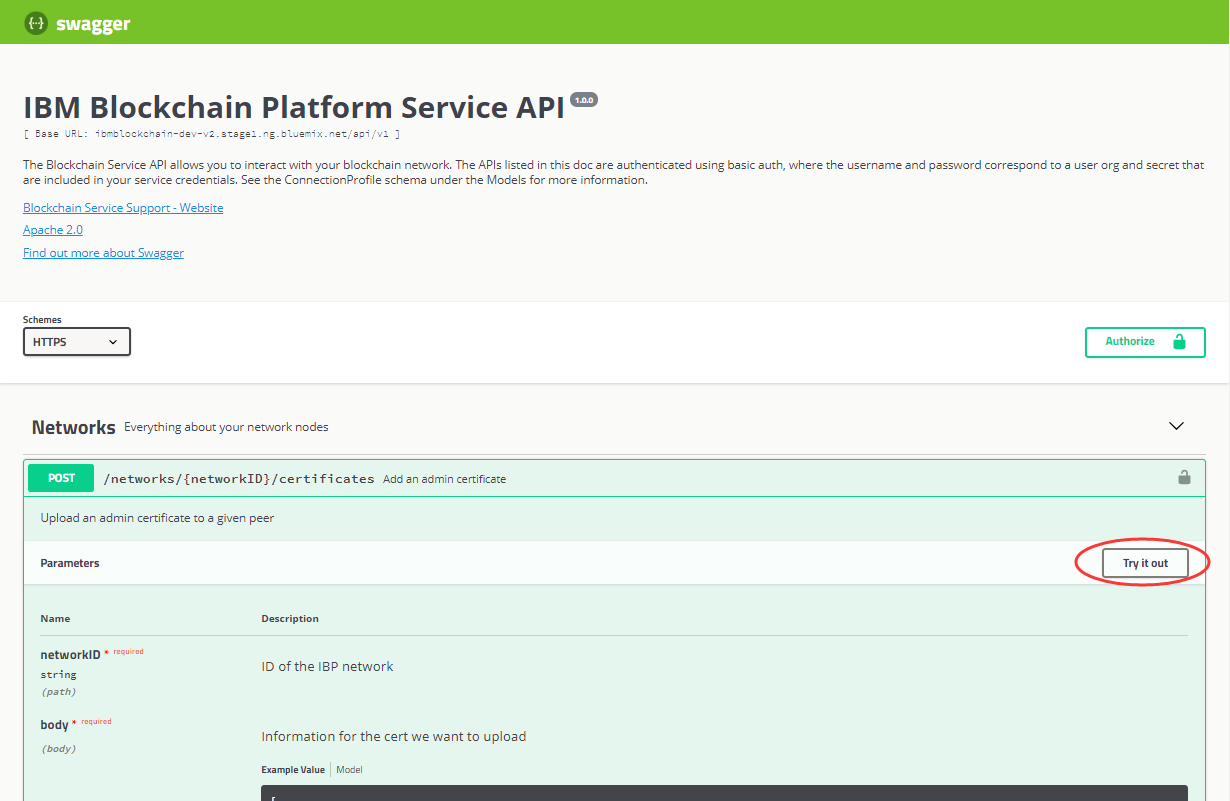 {···} swagger
IBM Blockchain Platform Service API 1.0.0
[ Base URL: ibmblockchain-dev-v2.stage1.ng.bluemix.net/api/v1 ]
The Blockchain Service API allows you to interact with your blockchain network. The APIs listed in this doc are authenticated using basic auth, where the username and password correspond to a user org and secret that
are included in your service credentials. See the ConnectionProfile schema under the Models for more information.
Blockchain Service Support - Website
Apache 2.0
Find out more about Swagger
Schemes
HTTPS
Authorize
Networks Everything about your network nodes
POST /networks/{networkID}/certificates Add an admin certificate
Upload an admin certificate to a given peer
Parameters Try it out
Name Description
networkID * required
string
(path)
ID of the IBP network
body * required
(body)
Information for the cert we want to upload
Example Value | Model
{